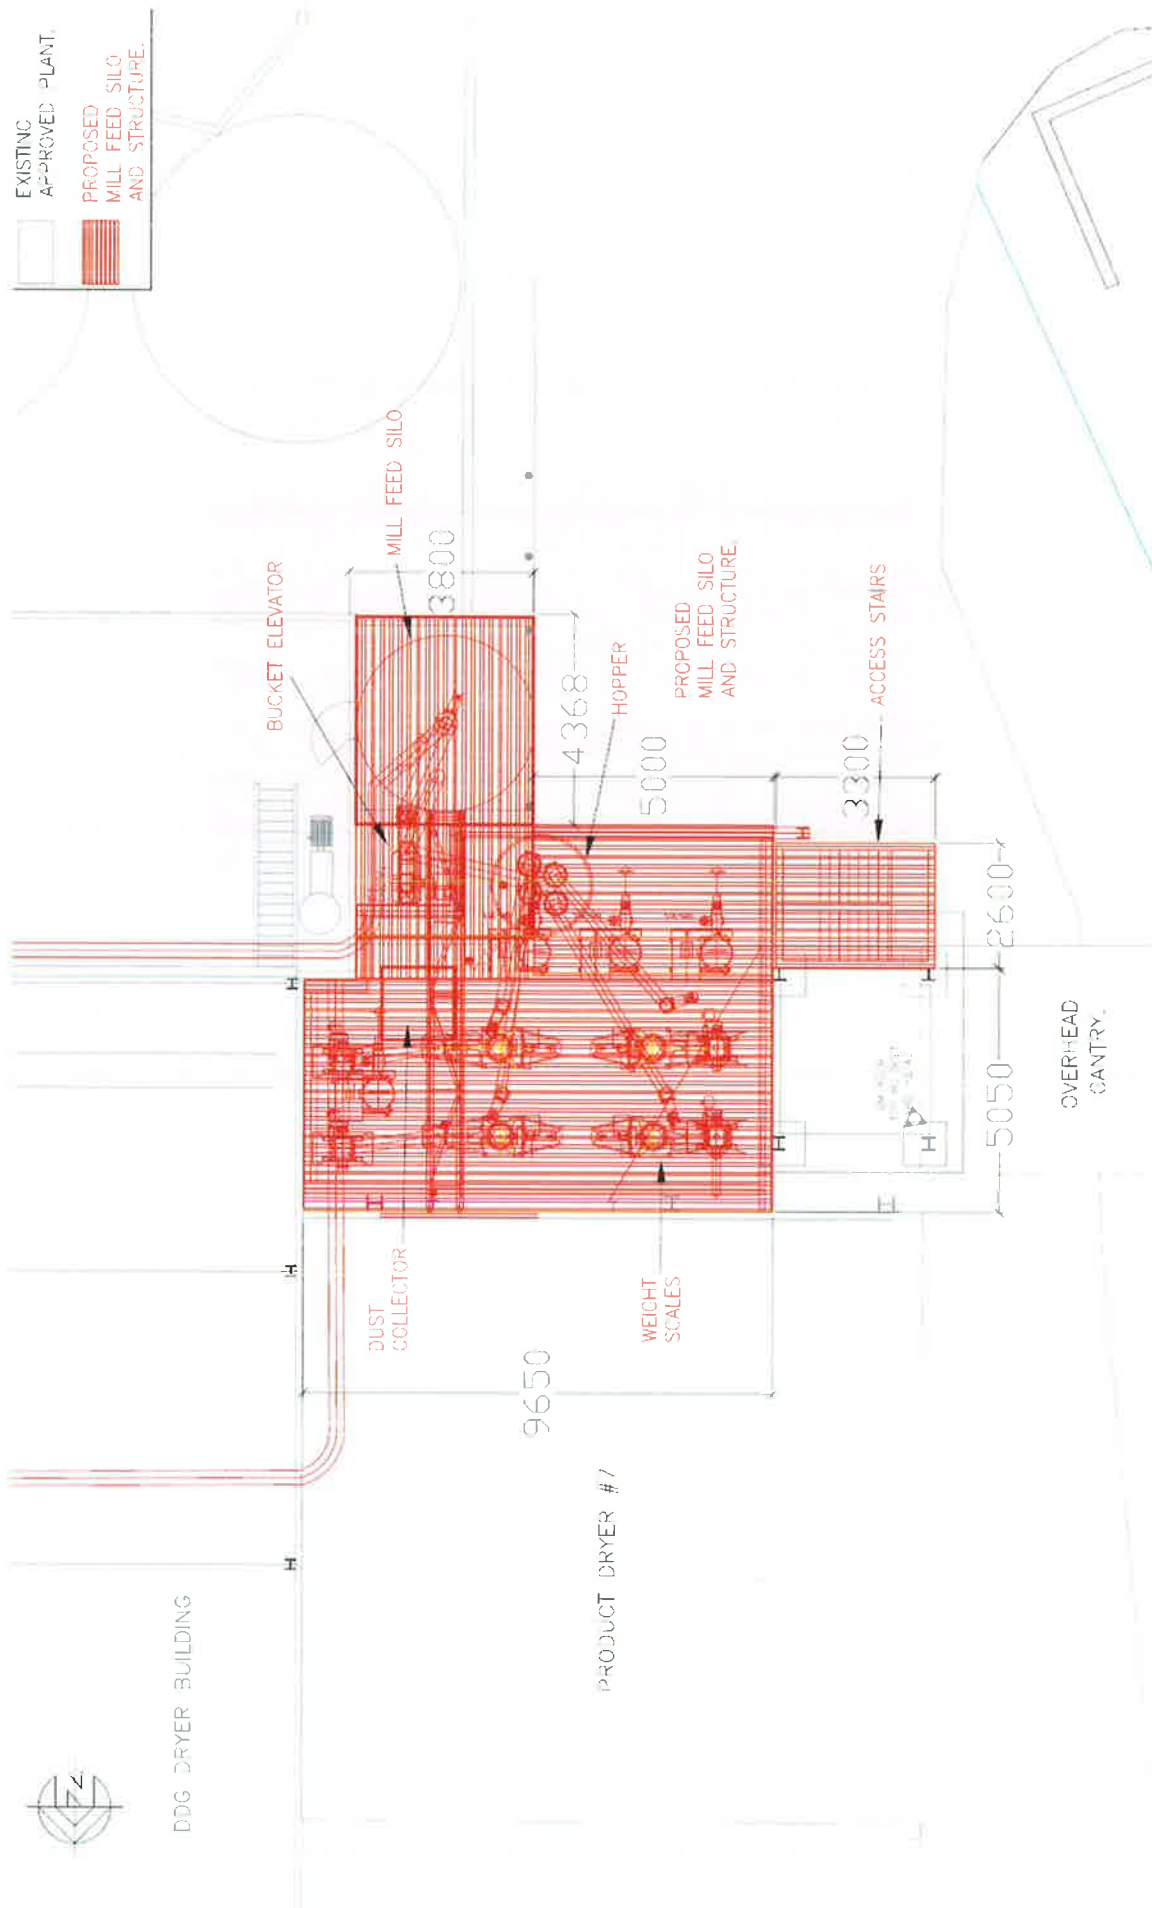 EXISTING
APPROVED PLANT.
PROPOSED
MILL FEED SILO
AND STRUCTURE.
MILL FEED SILO
BUCKET ELEVATOR
3800
4368
HOPPER
PROPOSED
MILL FEED SILO
AND STRUCTURE.
5000
3300
ACCESS STAIRS
2600
5050
OVERHEAD
CANTRY.
DUST
COLLECTOR
WEIGHT
SCALES
9650
PRODUCT DRYER #7
DDG DRYER BUILDING
N